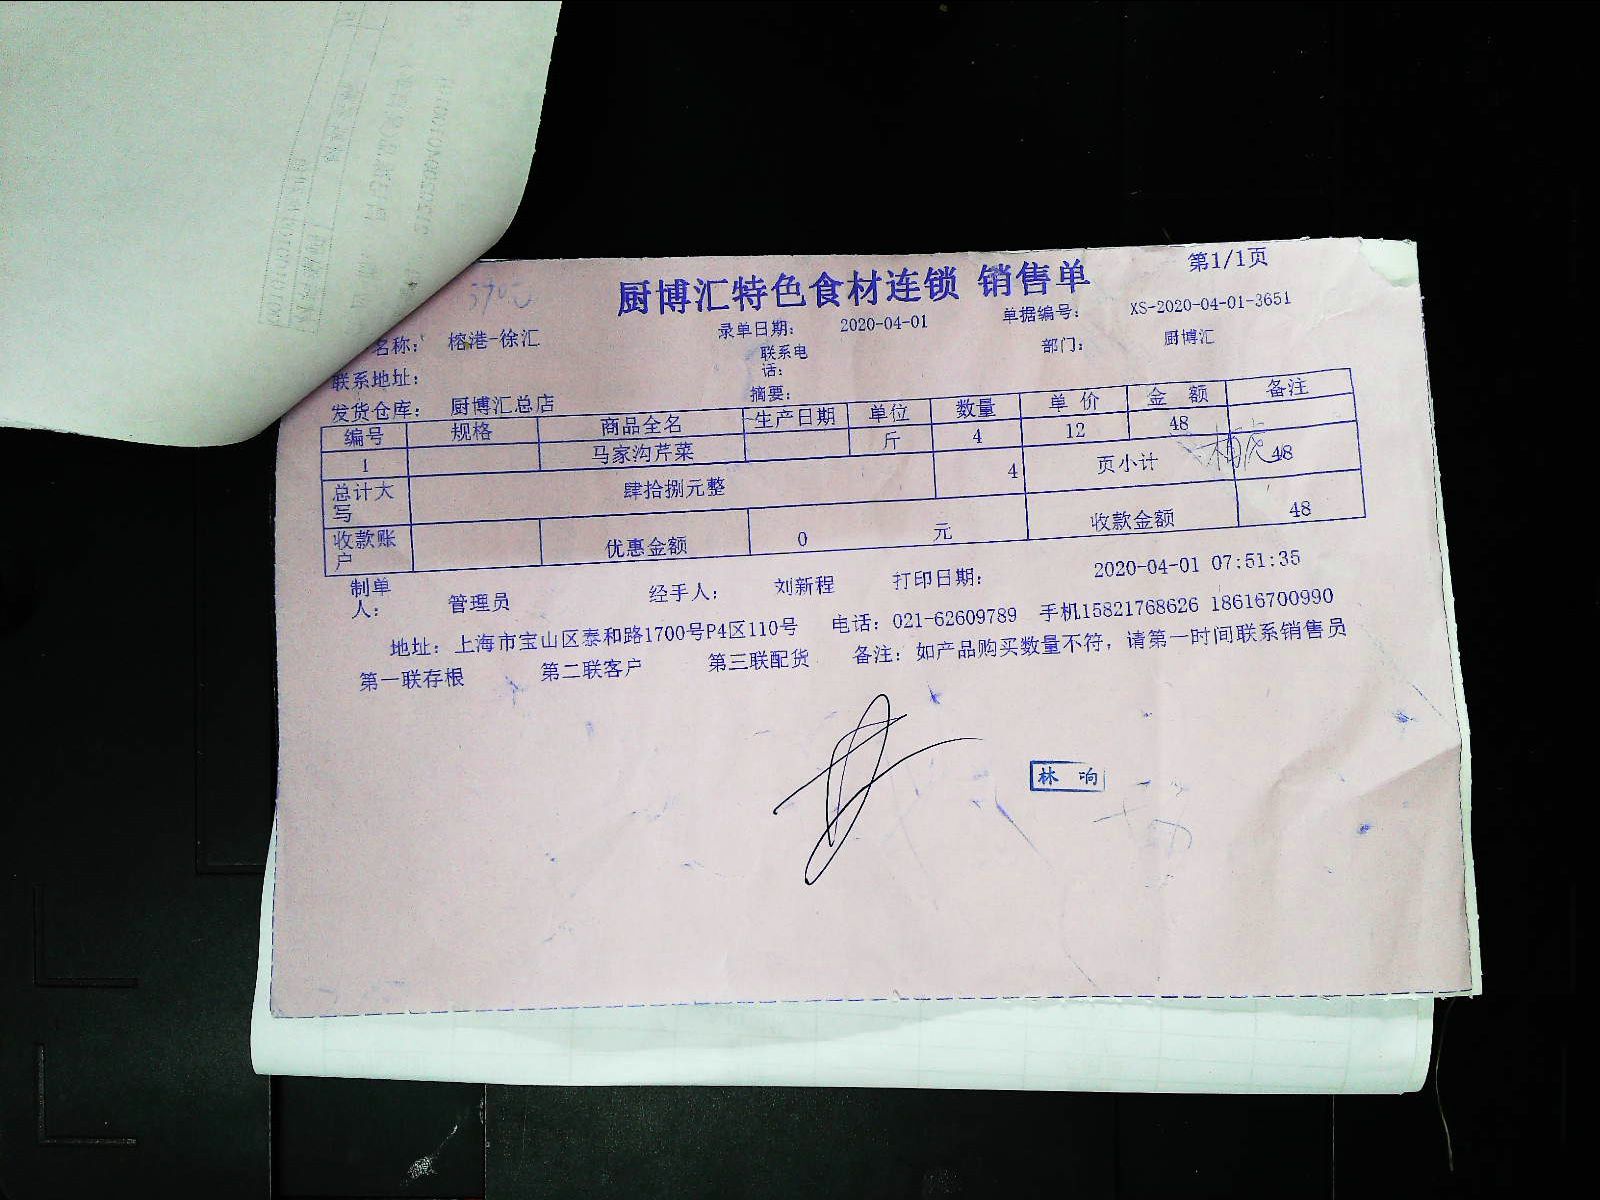 第1/1页
厨博汇特色食材连锁 销售单
名称： 榕港-徐汇 录单日期： 2020-04-01 单据编号： XS-2020-04-01-3651
联系地址： 联系电话： 部门： 厨博汇
发货仓库： 厨博汇总店 摘要：
编号 规格 商品全名 生产日期 单位 数量 单价 金额 备注
1 马家沟芹菜 斤 4 12 48
总计大写 肆拾捌元整 4 页小计 48
收款账户 优惠金额 0 元 收款金额 48
制单人： 管理员 经手人： 刘新程 打印日期： 2020-04-01 07:51:35
地址：上海市宝山区泰和路1700号P4区110号 电话：021-62609789 手机15821768626 18616700990
第一联存根 第二联客户 第三联配货 备注：如产品购买数量不符，请第一时间联系销售员
林 响